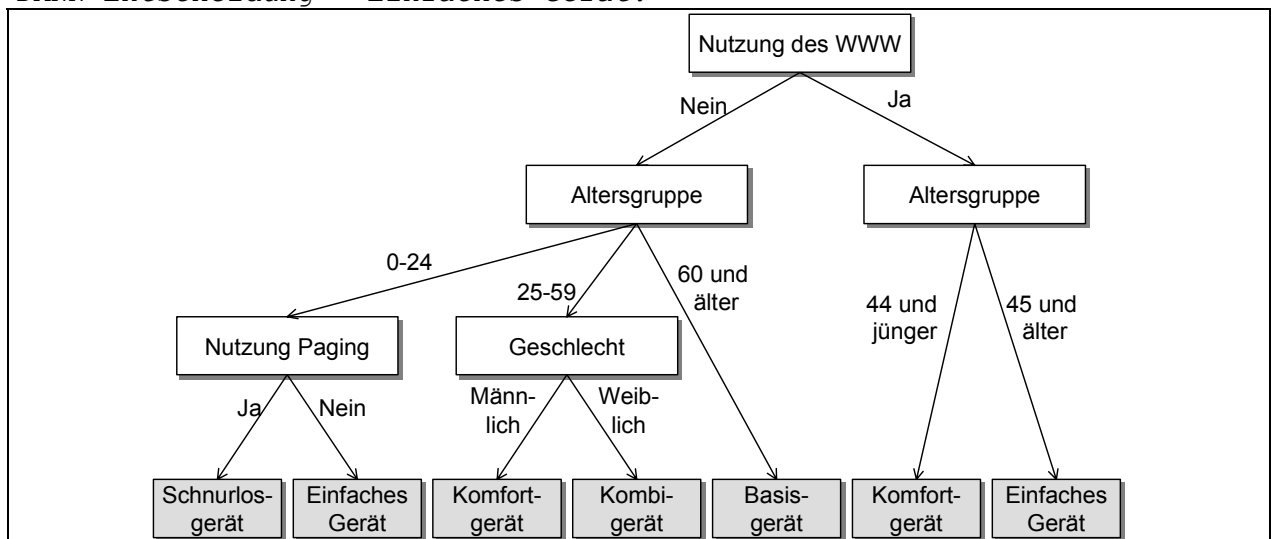 Nutzung des WWW
Nein
Ja
Altersgruppe
Altersgruppe
0-24
25-59
60 und
älter
44 und
jünger
45 und
älter
Nutzung Paging
Geschlecht
Ja
Nein
Männ-
lich
Weib-
lich
Schnurlos-
gerät
Einfaches
Gerät
Komfort-
gerät
Kombi-
gerät
Basis-
gerät
Komfort-
gerät
Einfaches
Gerät